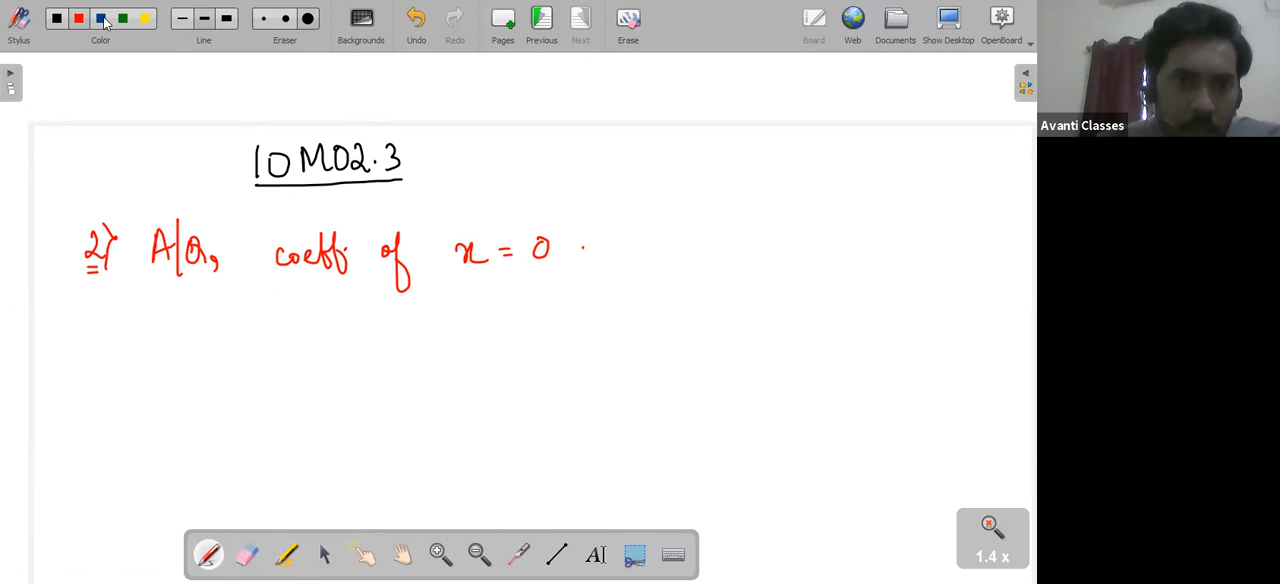 Stylus Color Line Eraser Backgrounds Undo Redo Pages Previous Next Erase Board Web Documents Show Desktop OpenBoard
Avanti Classes
10M02.3
2) A/Q, coeffi of x = 0 .
1.4 x